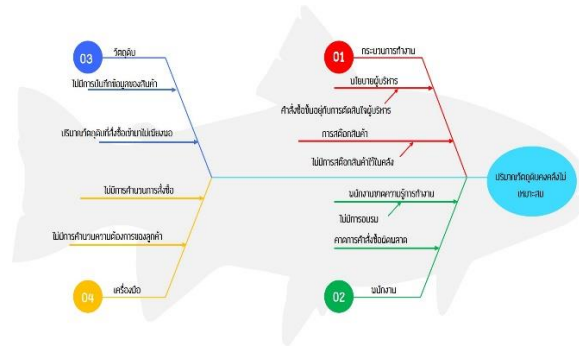 03
วัตถุดิบ
ไม่มีการบันทึกข้อมูลของสินค้า
ปริมาณวัตถุดิบที่สั่งซื้อเข้ามาไม่เพียงพอ
01
กระบวนการทำงาน
นโยบายผู้บริหาร
คำสั่งซื้อขึ้นอยู่กับการตัดสินใจผู้บริหาร
การสต็อกสินค้า
ไม่มีการสต็อกสินค้าไว้ในคลัง
ปริมาณวัตถุดิบคงคลังไม่
เหมาะสม
ไม่มีการคำนวนการสั่งซื้อ
ไม่มีการคำนวนความต้องการของลูกค้า
04
เครื่องมือ
พนักงานขาดความรู้การทำงาน
ไม่มีการอบรม
คาดการคำสั่งซื้อผิดพลาด
02
พนักงาน